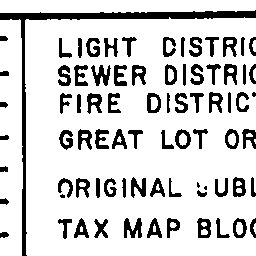 LIGHT DISTRIC
SEWER DISTRIC
FIRE DISTRICT
GREAT LOT OR
ORIGINAL SUBL
TAX MAP BLOC